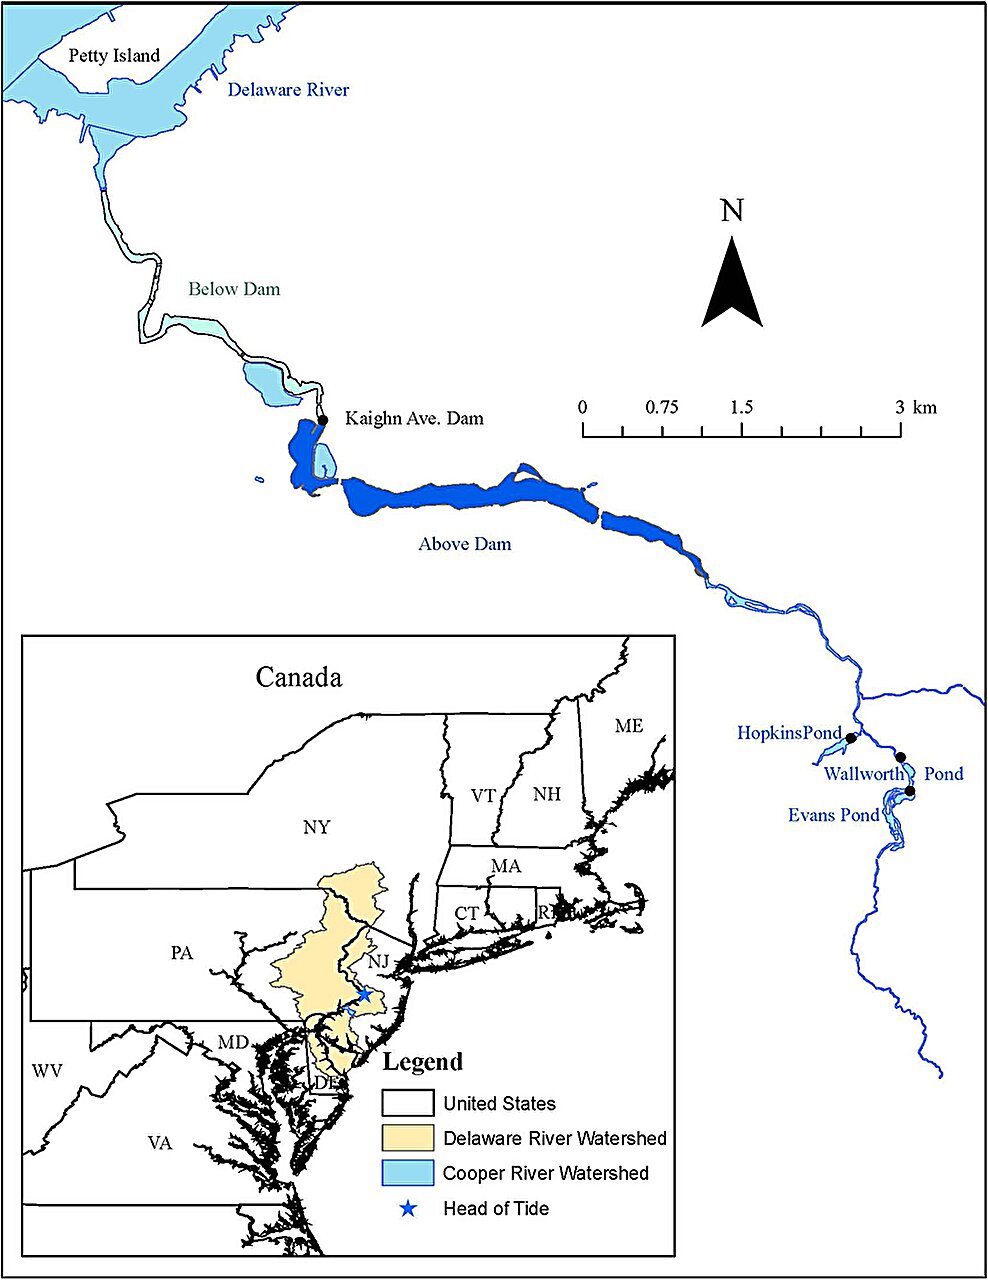 Petty Island
Delaware River
N
Below Dam
0 0.75 1.5 3 km
Kaighn Ave. Dam
Above Dam
HopkinsPond
Wallworth Pond
Evans Pond
Canada
ME
VT
NH
NY
MA
CT
RI
PA
NJ
MD
WV
DE
VA
Legend
United States
Delaware River Watershed
Cooper River Watershed
Head of Tide